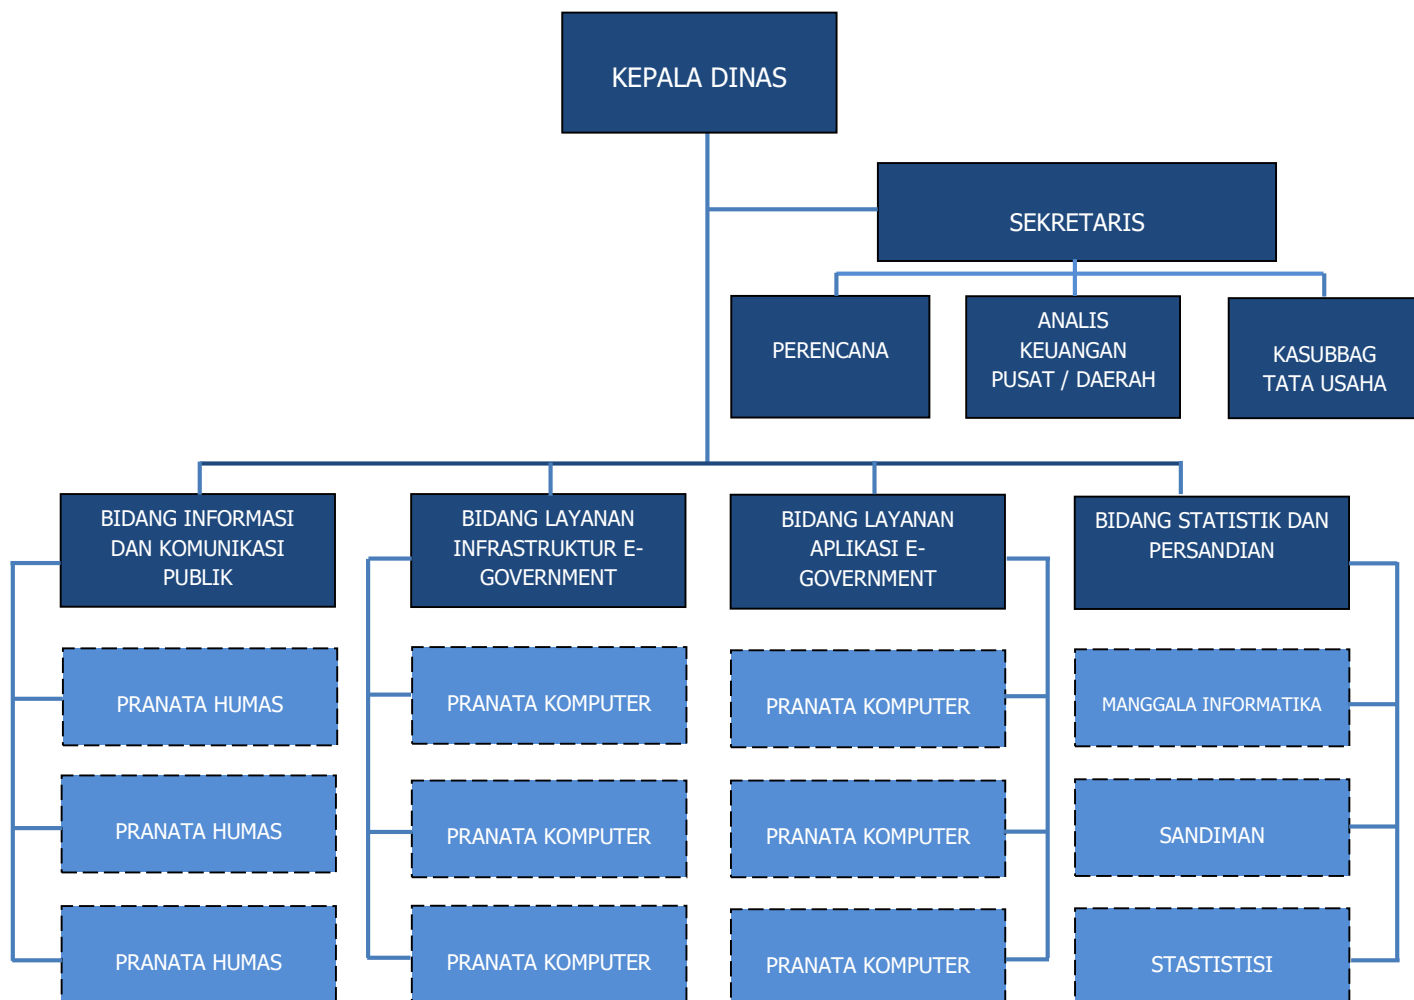 KEPALA DINAS
SEKRETARIS
PERENCANA
ANALIS
KEUANGAN
PUSAT / DAERAH
KASUBBAG
TATA USAHA
BIDANG INFORMASI
DAN KOMUNIKASI
PUBLIK
BIDANG LAYANAN
INFRASTRUKTUR E-
GOVERNMENT
BIDANG LAYANAN
APLIKASI E-
GOVERNMENT
BIDANG STATISTIK DAN
PERSANDIAN
PRANATA HUMAS
PRANATA KOMPUTER
PRANATA KOMPUTER
MANGGALA INFORMATIKA
PRANATA HUMAS
PRANATA KOMPUTER
PRANATA KOMPUTER
SANDIMAN
PRANATA HUMAS
PRANATA KOMPUTER
PRANATA KOMPUTER
STASTISTISI